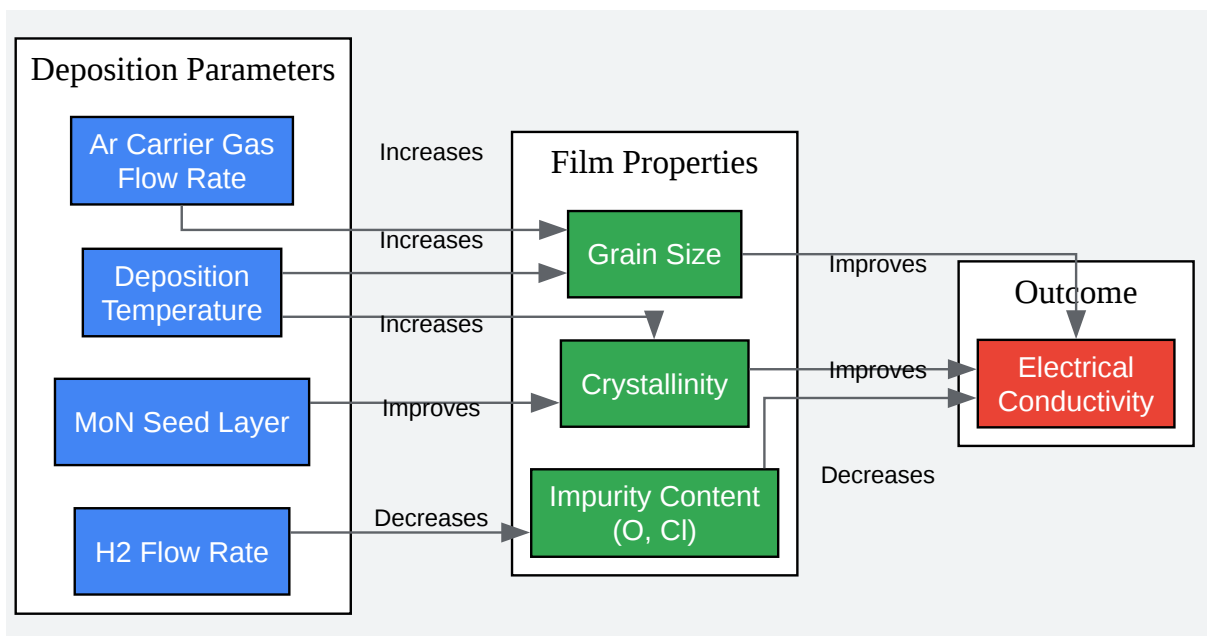 Deposition Parameters
Ar Carrier Gas
Flow Rate
Deposition
Temperature
MoN Seed Layer
H2 Flow Rate
Increases
Increases
Increases
Improves
Decreases
Film Properties
Grain Size
Crystallinity
Impurity Content
(O, Cl)
Improves
Improves
Decreases
Outcome
Electrical
Conductivity